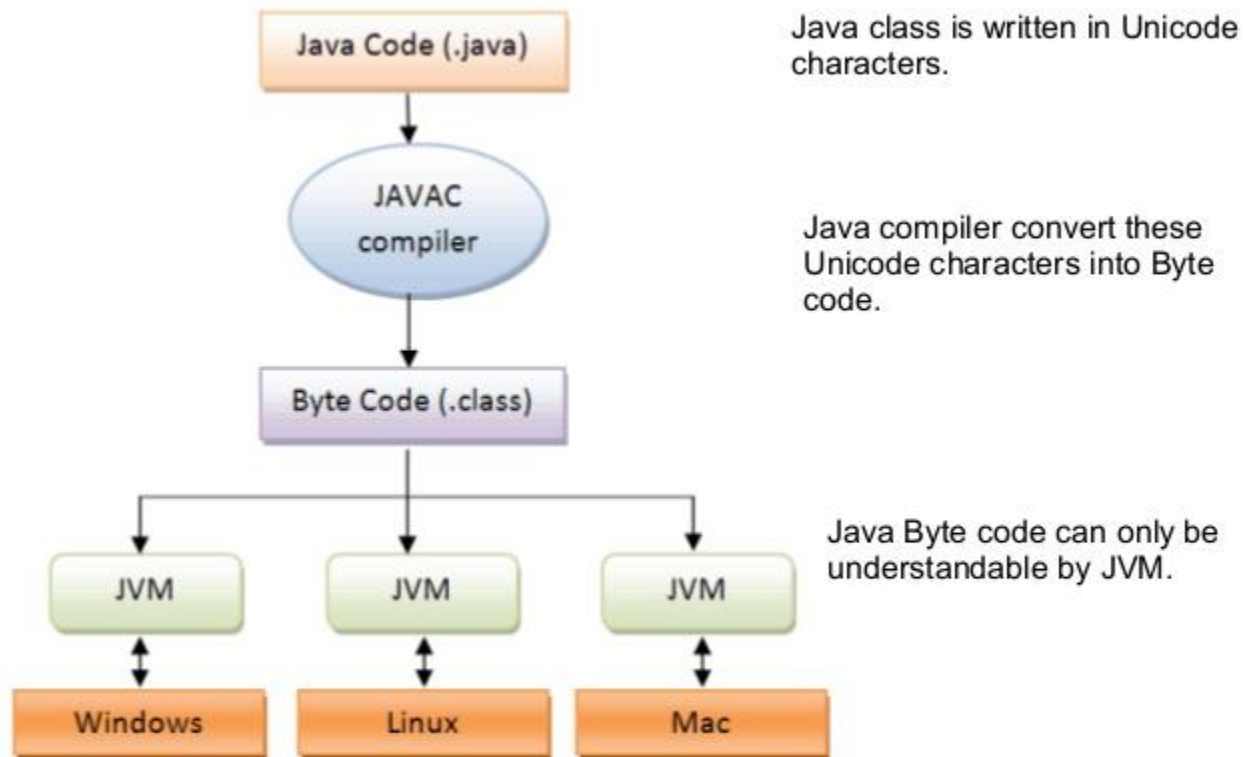 Java Code (.java)
Java class is written in Unicode
characters.
JAVAC
compiler
Java compiler convert these
Unicode characters into Byte
code.
Byte Code (.class)
Java Byte code can only be
understandable by JVM.
JVM
JVM
JVM
Windows
Linux
Mac